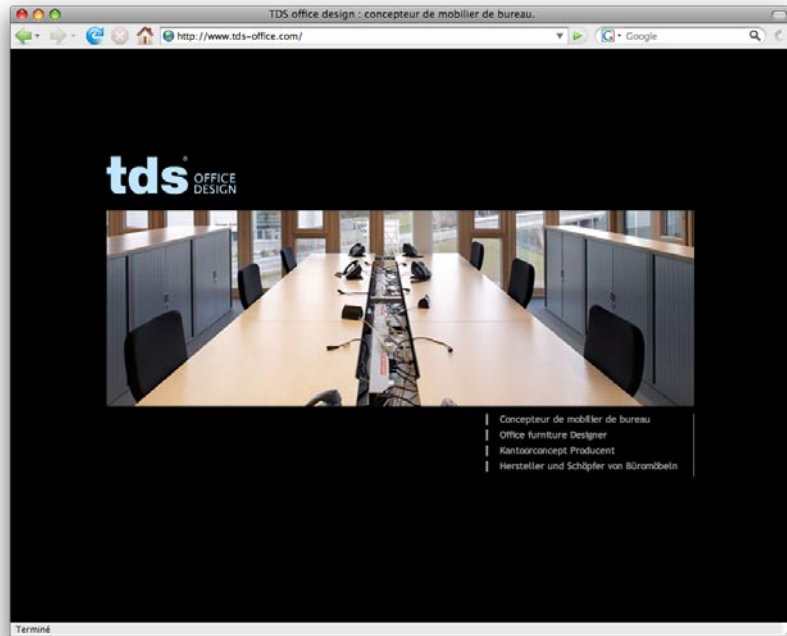 TDS office design : concepteur de mobilier de bureau.
http://www.tds-office.com/
Google
tds® OFFICE
DESIGN
Concepteur de mobilier de bureau
Office furniture Designer
Kantoorconcept Producent
Hersteller und Schöpfer von Büromöbeln
Terminé